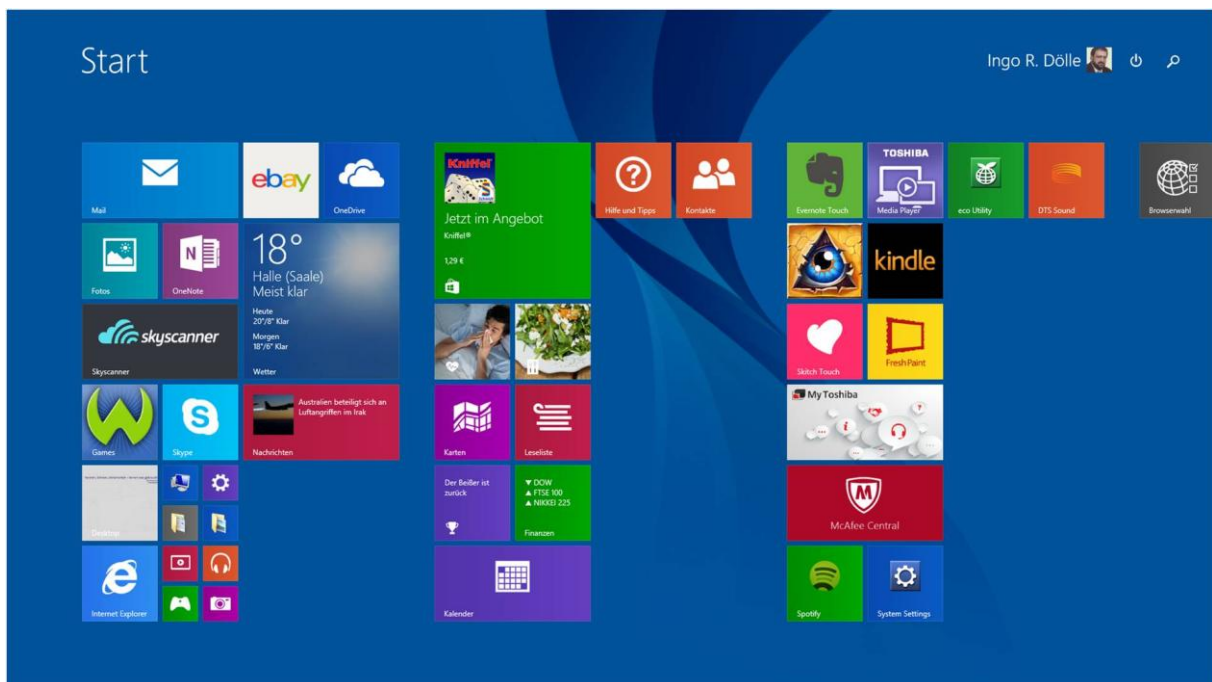 Start
Ingo R. Dölle
Mail
ebay
OneDrive
Fotos
OneNote
18°
Halle (Saale)
Meist klar
Heute
20°/8° Klar
Morgen
18°/6° Klar
Wetter
skyscanner
Skyscanner
Games
Skype
Australien beteiligt sich an
Luftangriffen im Irak
Nachrichten
Desktop
Internet Explorer
Kniffel
Jetzt im Angebot
Kniffel®
1,29 €
Hilfe und Tipps
Kontakte
Karten
Leseliste
Der Beißer ist
zurück
▼ DOW
▲ FTSE 100
▲ NIKKEI 225
Finanzen
Kalender
Evernote Touch
TOSHIBA
Media Player
eco Utility
DTS Sound
kindle
Skitch Touch
Fresh Paint
My Toshiba
McAfee Central
Spotify
System Settings
Browserwahl